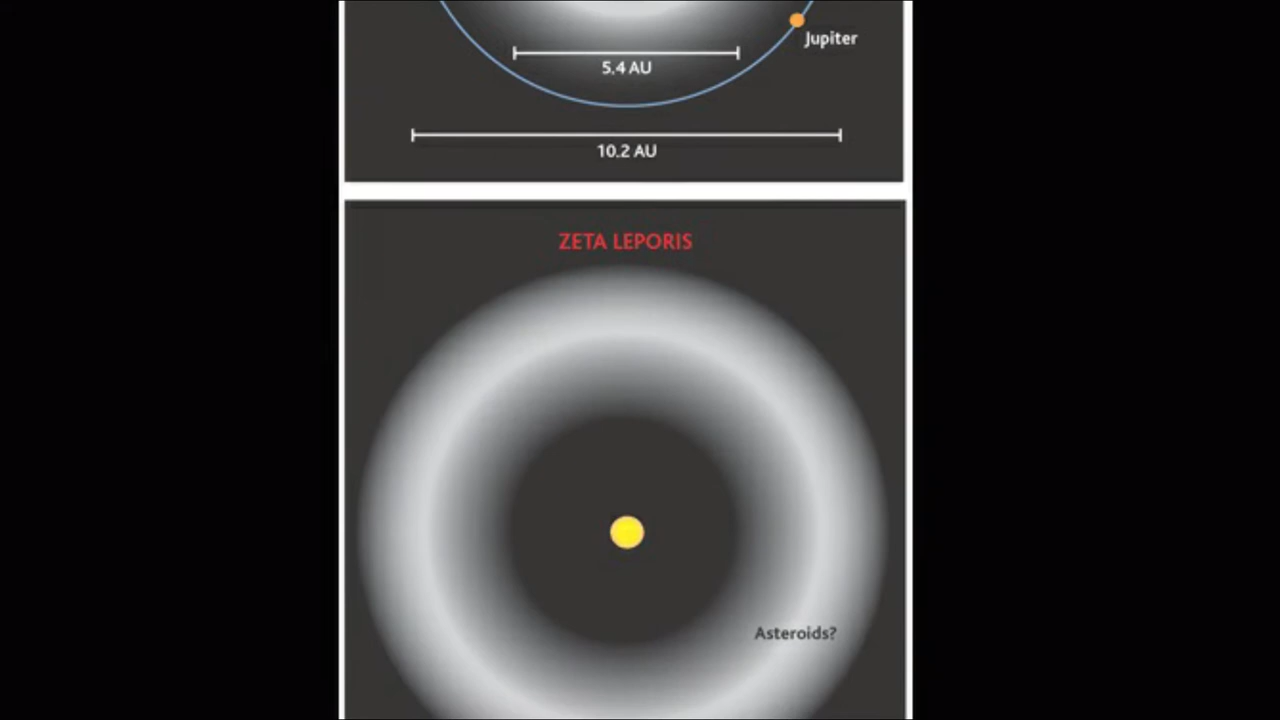 Jupiter
5.4 AU
10.2 AU
ZETA LEPORIS
Asteroids?